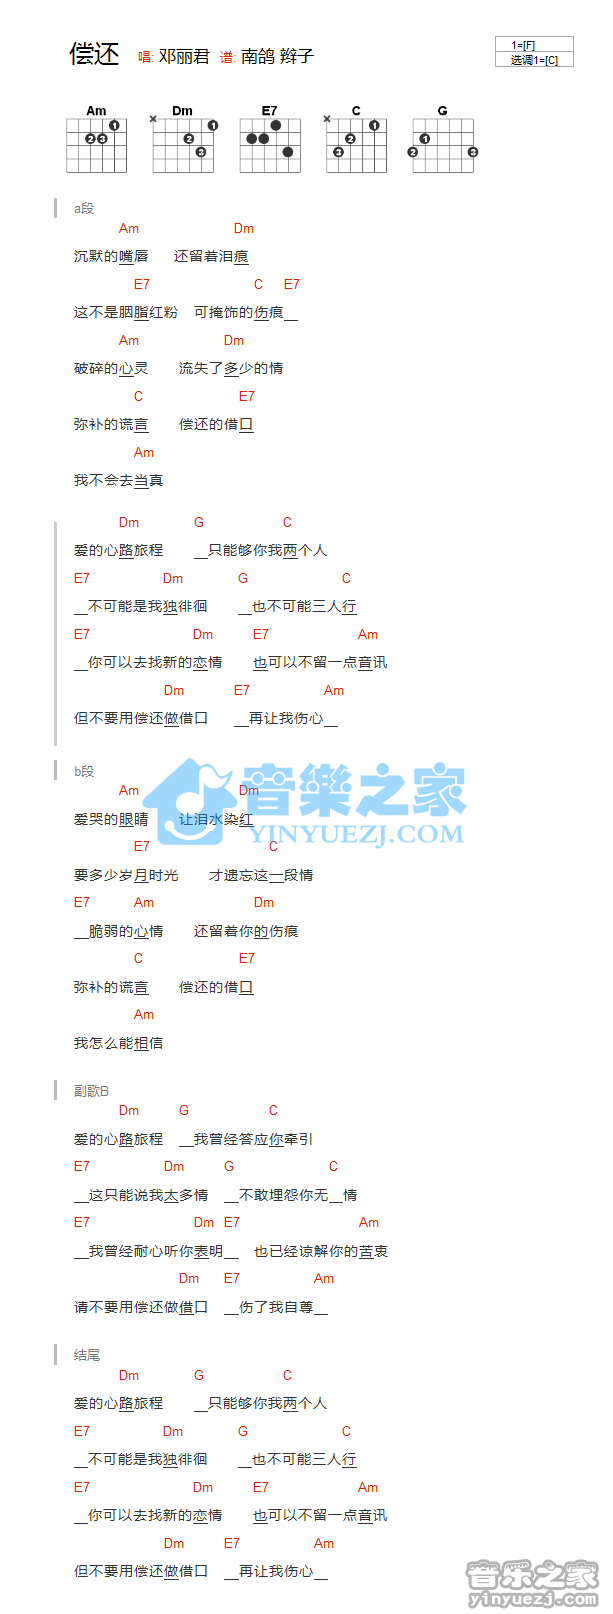 偿还 唱: 邓丽君 谱: 南鸽 辫子
1=[F]
选调1=[C]
Am Dm E7 C G
a段
Am Dm
沉默的嘴唇 还留着泪痕
E7 C E7
这不是胭脂红粉 可掩饰的伤痕__
Am Dm
破碎的心灵 流失了多少的情
C E7
弥补的谎言 偿还的借口
Am
我不会去当真
Dm G C
爱的心路旅程 __只能够你我两个人
E7 Dm G C
__不可能是我独徘徊 __也不可能三人行
E7 Dm E7 Am
__你可以去找新的恋情 也可以不留一点音讯
Dm E7 Am
但不要用偿还做借口 __再让我伤心__
b段
音樂之家
YINYUEZJ.COM
Am Dm
爱哭的眼睛 让泪水染红
E7 C
要多少岁月时光 才遗忘这一段情
E7 Am Dm
__脆弱的心情 还留着你的伤痕
C E7
弥补的谎言 偿还的借口
Am
我怎么能相信
副歌B
Dm G C
爱的心路旅程 __我曾经答应你牵引
E7 Dm G C
__这只能说我太多情 __不敢埋怨你无__情
E7 Dm E7 Am
__我曾经耐心听你表明__ 也已经谅解你的苦衷
Dm E7 Am
请不要用偿还做借口 __伤了我自尊__
结尾
Dm G C
爱的心路旅程 __只能够你我两个人
E7 Dm G C
__不可能是我独徘徊 __也不可能三人行
E7 Dm E7 Am
__你可以去找新的恋情 也可以不留一点音讯
Dm E7 Am
但不要用偿还做借口 __再让我伤心__
音乐之家
yinyuezj.com